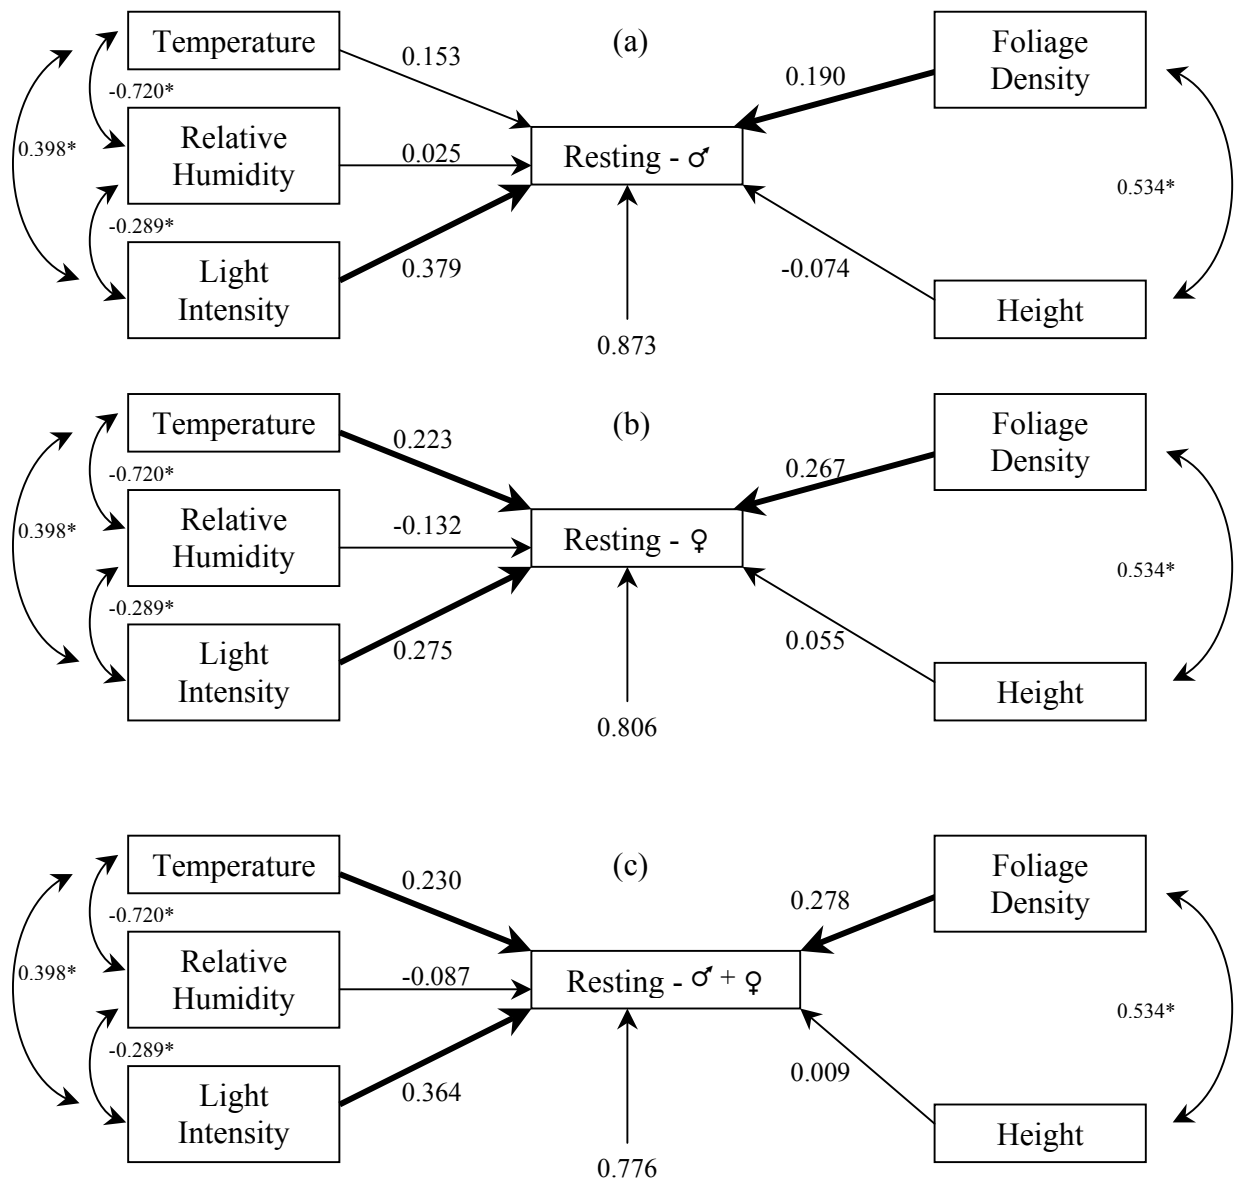 (a)
Temperature
Relative
Humidity
Light
Intensity
0.398*
-0.720*
-0.289*
0.153
0.025
0.379
Resting - ♂
0.873
0.190
-0.074
Foliage
Density
Height
0.534*
(b)
Temperature
Relative
Humidity
Light
Intensity
0.398*
-0.720*
-0.289*
0.223
-0.132
0.275
Resting - ♀
0.806
0.267
0.055
Foliage
Density
Height
0.534*
(c)
Temperature
Relative
Humidity
Light
Intensity
0.398*
-0.720*
-0.289*
0.230
-0.087
0.364
Resting - ♂ + ♀
0.776
0.278
0.009
Foliage
Density
Height
0.534*